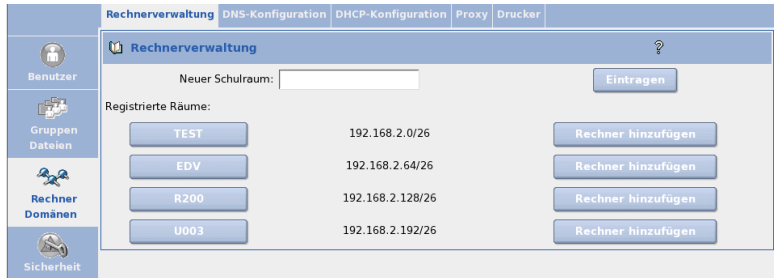 Rechnerverwaltung DNS-Konfiguration DHCP-Konfiguration Proxy Drucker
Rechnerverwaltung ?
Benutzer
Neuer Schulraum: Eintragen
Registrierte Räume:
Gruppen
Dateien
TEST 192.168.2.0/26 Rechner hinzufügen
EDV 192.168.2.64/26 Rechner hinzufügen
Rechner
Domänen
R200 192.168.2.128/26 Rechner hinzufügen
U003 192.168.2.192/26 Rechner hinzufügen
Sicherheit